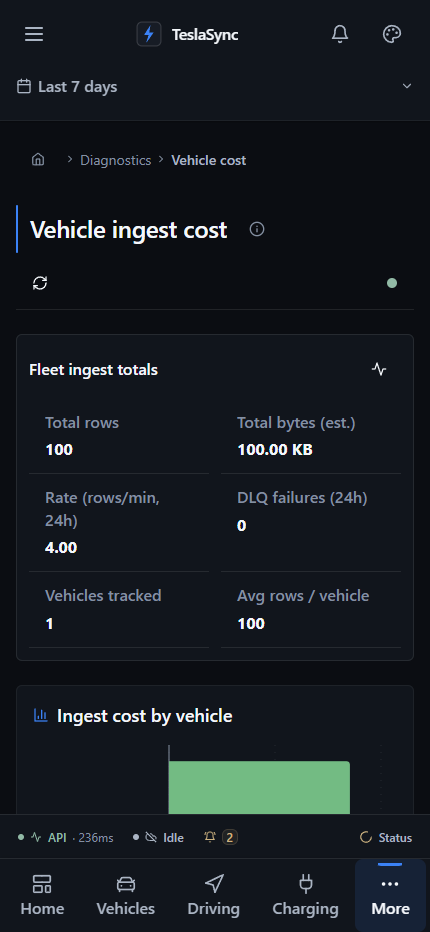 TeslaSync
Last 7 days
Diagnostics
Vehicle cost
Vehicle ingest cost
Fleet ingest totals
Total rows
100
Total bytes (est.)
100.00 KB
Rate (rows/min,
24h)
4.00
DLQ failures (24h)
0
Vehicles tracked
1
Avg rows / vehicle
100
Ingest cost by vehicle
API · 236ms
Idle
2
Status
Home
Vehicles
Driving
Charging
More